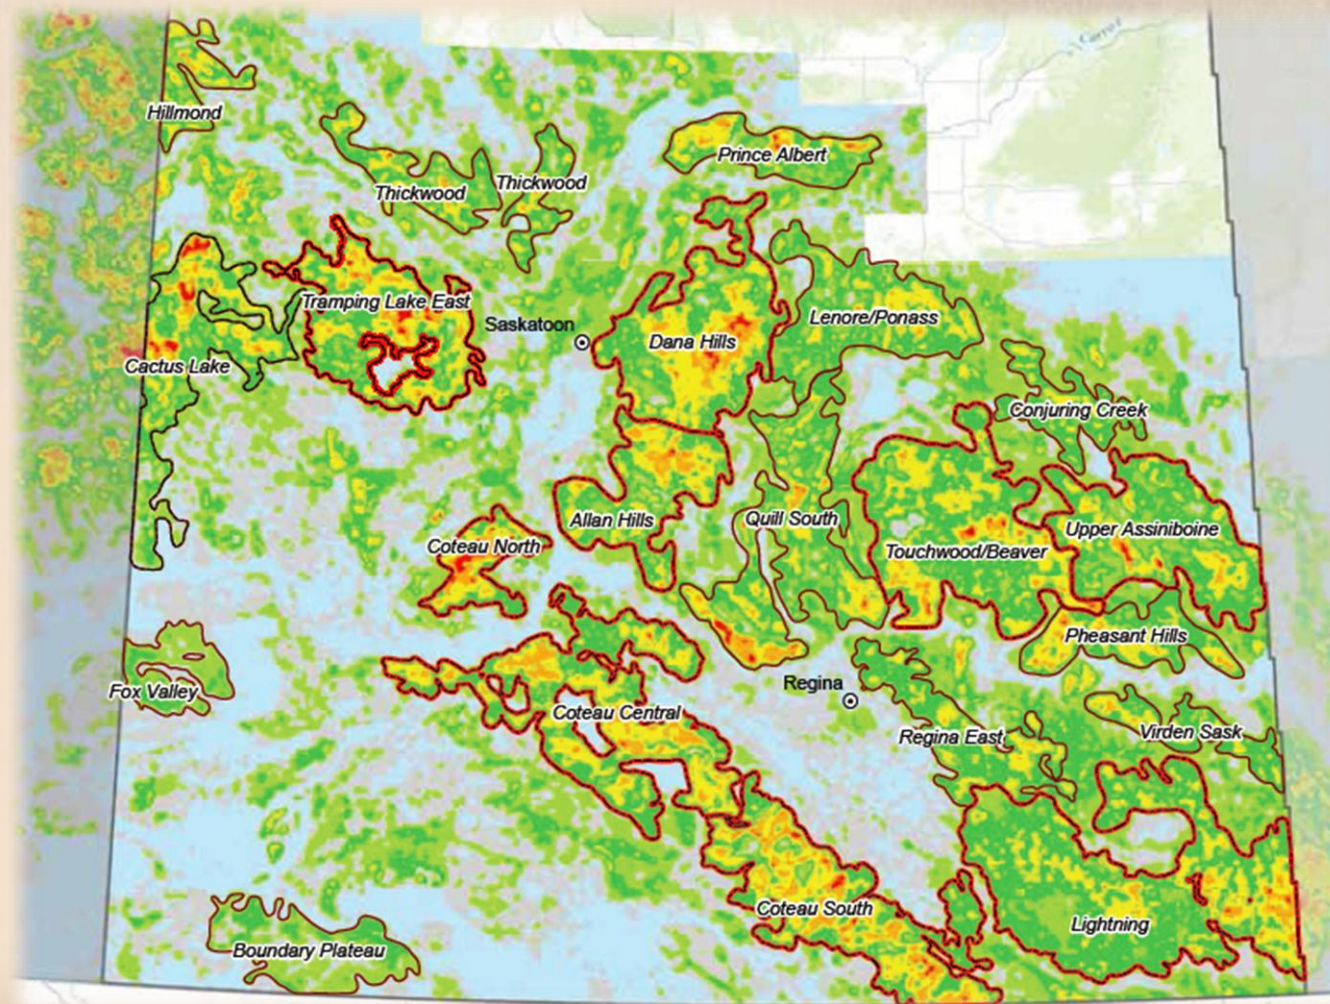 Carrot
Hillmond
Prince Albert
Thickwood
Thickwood
Tramping Lake East
Saskatoon
Lenore/Ponass
Dana Hills
Cactus Lake
Conjuring Creek
Allan Hills
Quill South
Upper Assiniboine
Coteau North
Touchwood/Beaver
Pheasant Hills
Regina
Fox Valley
Coteau Central
Regina East
Virden Sask
Coteau South
Lightning
Boundary Plateau